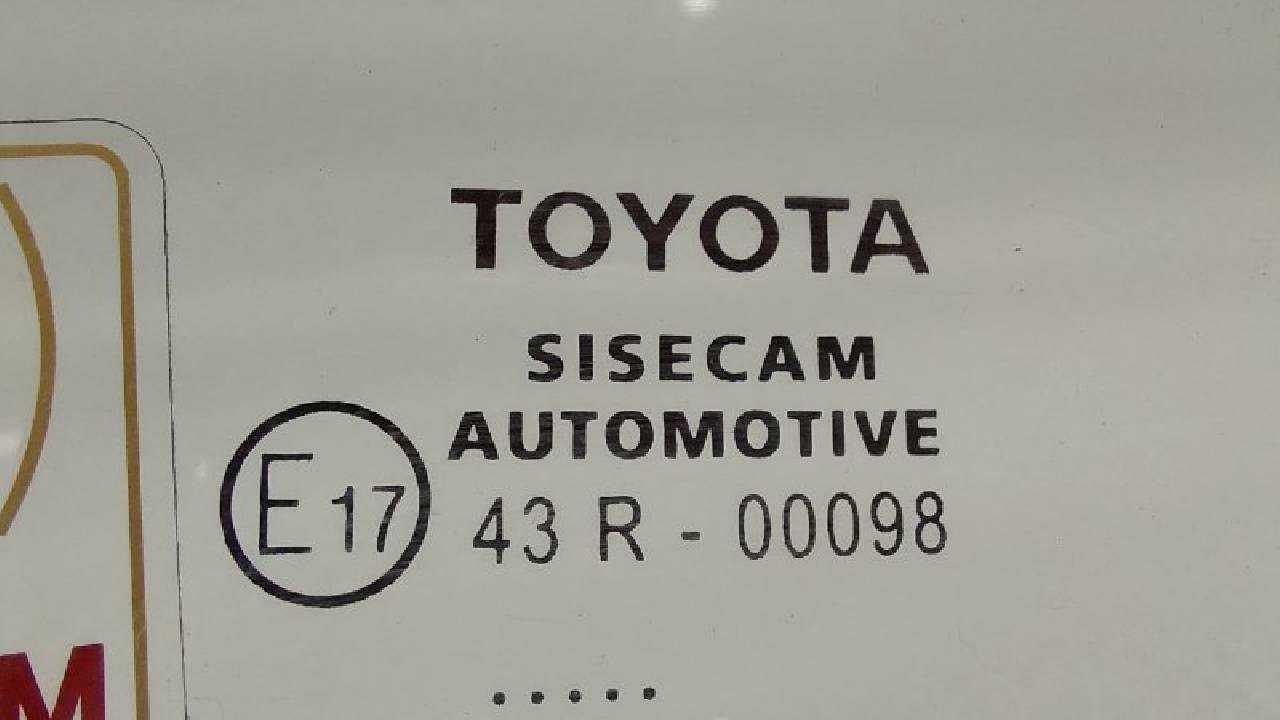 TOYOTA
SISECAM
AUTOMOTIVE
E17
43 R - 00098
M